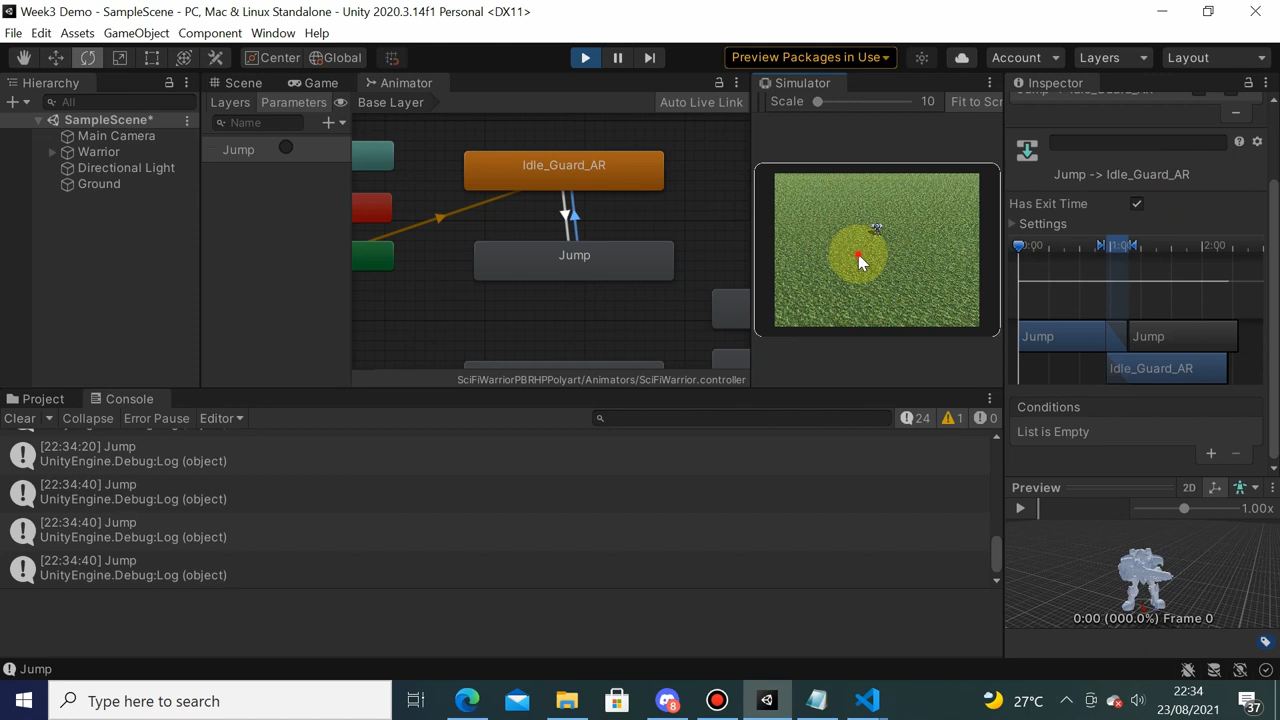 Week3 Demo - SampleScene - PC, Mac & Linux Standalone - Unity 2020.3.14f1 Personal <DX11>
File Edit Assets GameObject Component Window Help
Center Global Preview Packages in Use Account Layers Layout
Hierarchy Scene Game Animator Simulator Inspector
All Layers Parameters Base Layer Auto Live Link Scale 10 Fit to Scr
SampleScene*
Main Camera
Warrior
Directional Light
Ground
Name
Jump
Idle_Guard_AR
Jump
SciFiWarriorPBRHPPolyart/Animators/SciFiWarrior.controller
Jump -> Idle_Guard_AR
Has Exit Time
Settings
0:00 1:00 2:00
Jump Jump
Idle_Guard_AR
Conditions
List is Empty
Preview 2D
1.00x
0:00 (000.0%) Frame 0
Project Console
Clear Collapse Error Pause Editor 24 1 0
[22:34:20] Jump
UnityEngine.Debug:Log (object)
[22:34:40] Jump
UnityEngine.Debug:Log (object)
[22:34:40] Jump
UnityEngine.Debug:Log (object)
[22:34:40] Jump
UnityEngine.Debug:Log (object)
Jump
Type here to search 8 27°C 22:34
23/08/2021 37